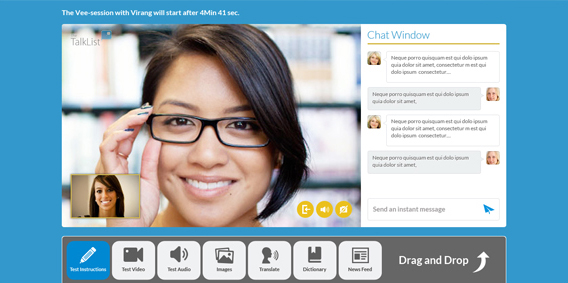 The Vee-session with Virang will start after 4Min 41 sec.
TalkList
Chat Window
Neque porro quisquam est qui dolo ipsum
quia dolor sit amet, consectetur m est qui
dolo ipsum consectetur....
Neque porro quisquam est qui dolo ipsum
quia dolor sit amet,
Neque porro quisquam est qui dolo ipsum
quia dolor sit amet, consectetur m est qui
dolo ipsum consectetur....
Neque porro quisquam est qui dolo ipsum
quia dolor sit amet,
Send an instant message
Test Instructions
Test Video
Test Audio
Images
Translate
Dictionary
News Feed
Drag and Drop